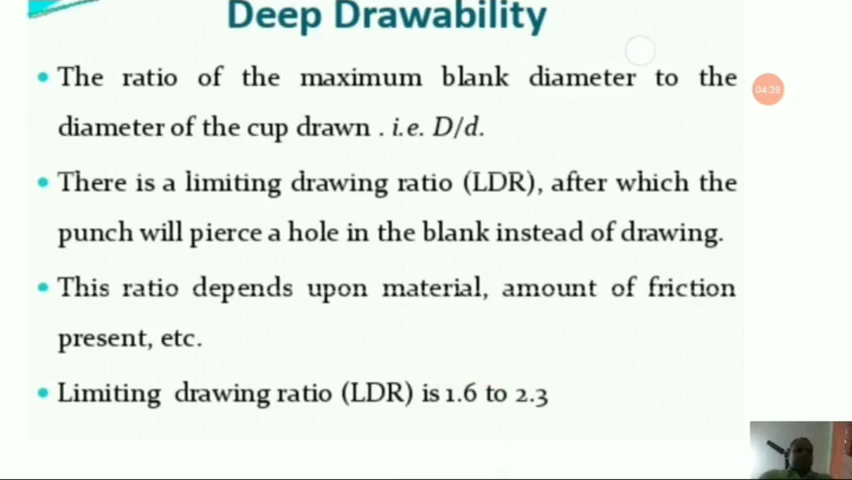 Deep Drawability
• The ratio of the maximum blank diameter to the
diameter of the cup drawn . i.e. D/d.
• There is a limiting drawing ratio (LDR), after which the
punch will pierce a hole in the blank instead of drawing.
• This ratio depends upon material, amount of friction
present, etc.
• Limiting drawing ratio (LDR) is 1.6 to 2.3
04:39